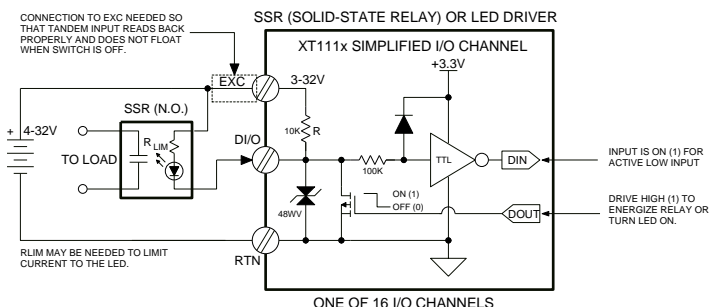 CONNECTION TO EXC NEEDED SO
THAT TANDEM INPUT READS BACK
PROPERLY AND DOES NOT FLOAT
WHEN SWITCH IS OFF.
SSR (SOLID-STATE RELAY) OR LED DRIVER
XT111x SIMPLIFIED I/O CHANNEL
+3.3V
EXC
3-32V
SSR (N.O.)
+ 4-32V
R LIM
10K R
DI/O
TO LOAD
TTL
DIN
INPUT IS ON (1) FOR
ACTIVE LOW INPUT
100K
ON (1)
OFF (0)
48WV
DOUT
DRIVE HIGH (1) TO
ENERGIZE RELAY OR
TURN LED ON.
RLIM MAY BE NEEDED TO LIMIT
CURRENT TO THE LED.
RTN
ONE OF 16 I/O CHANNELS